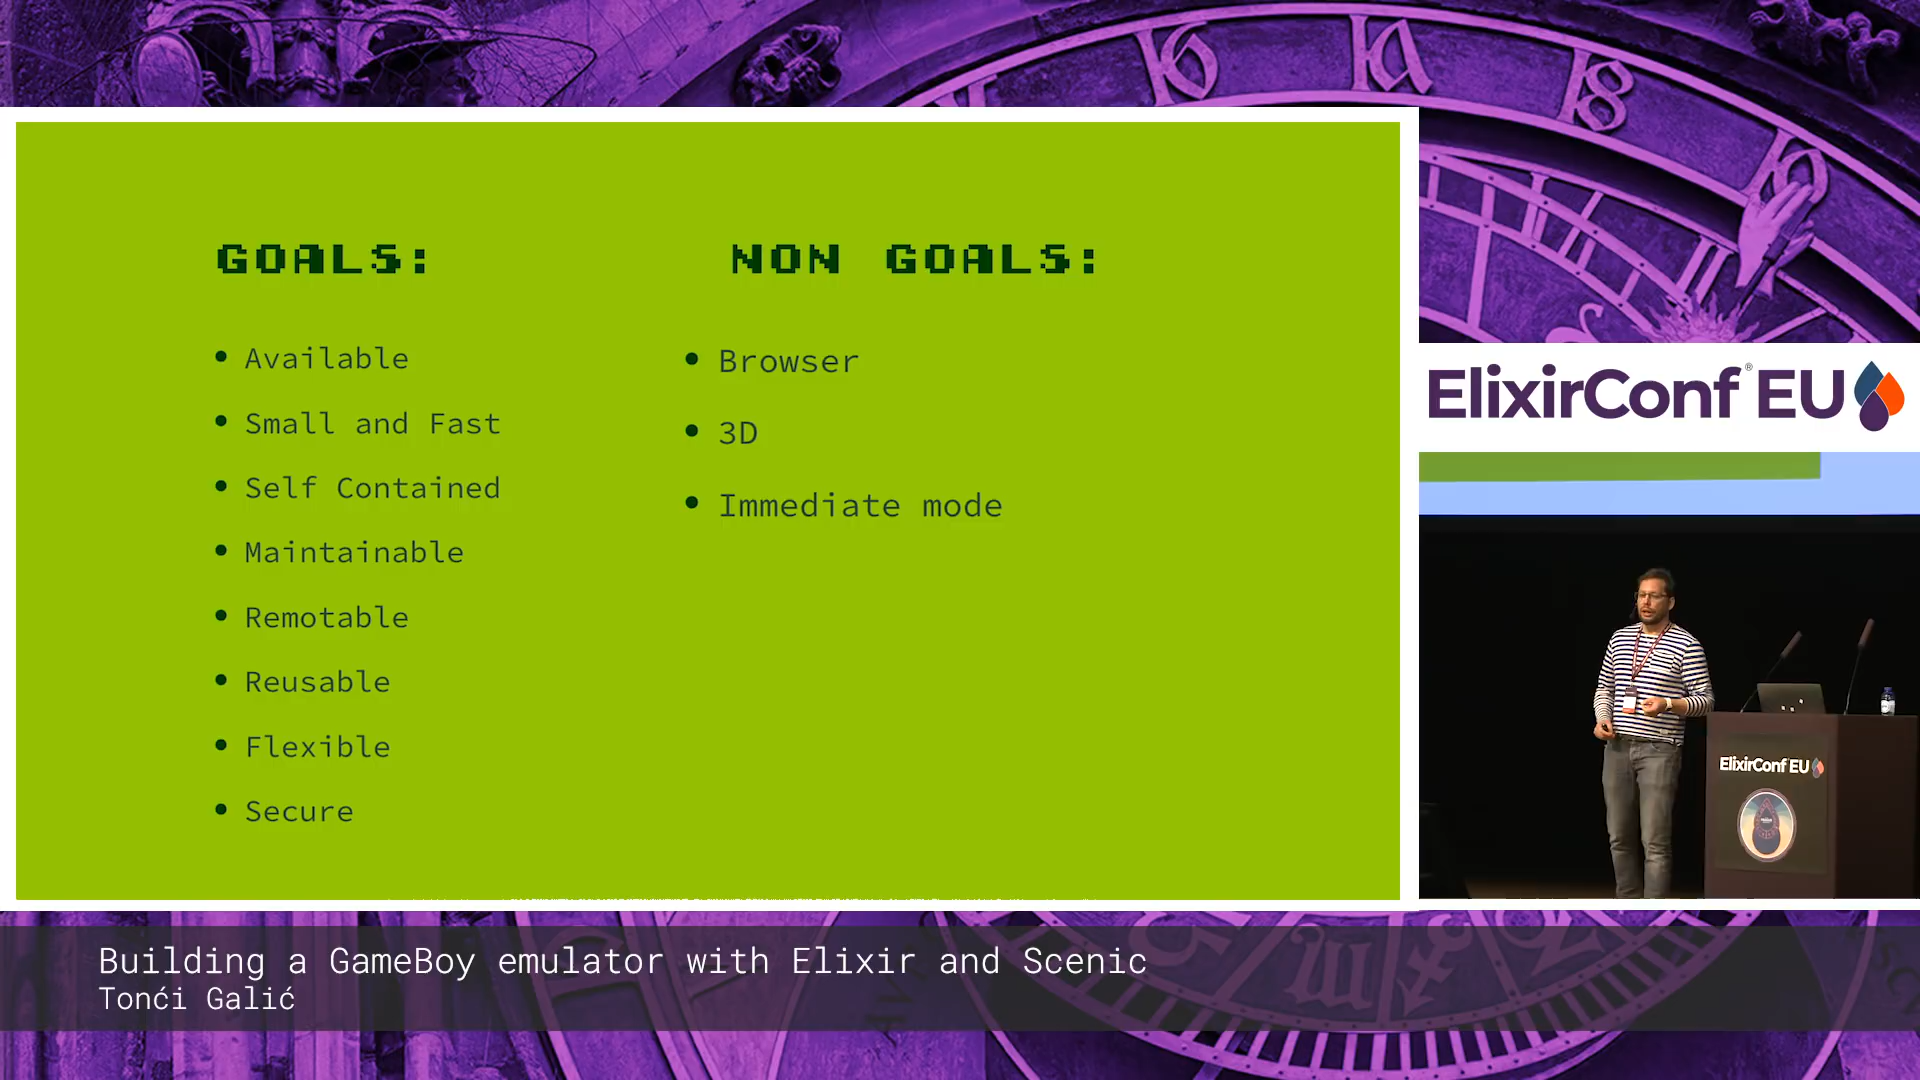 GOALS:
Available
Small and Fast
Self Contained
Maintainable
Remotable
Reusable
Flexible
Secure
NON GOALS:
Browser
3D
Immediate mode
ElixirConf® EU
ElixirConf EU
Building a GameBoy emulator with Elixir and Scenic
Tonći Galić